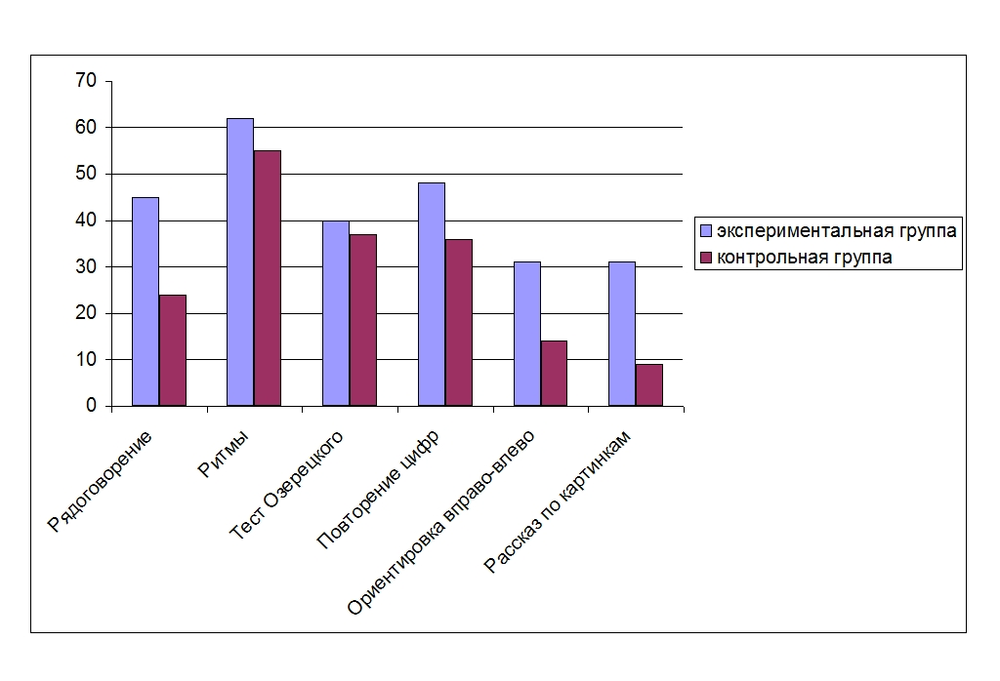 70
60
50
40
30
20
10
0
Рядоговорение
Ритмы
Тест Озерецкого
Повторение цифр
Ориентировка вправо-влево
Рассказ по картинкам
экспериментальная группа
контрольная группа